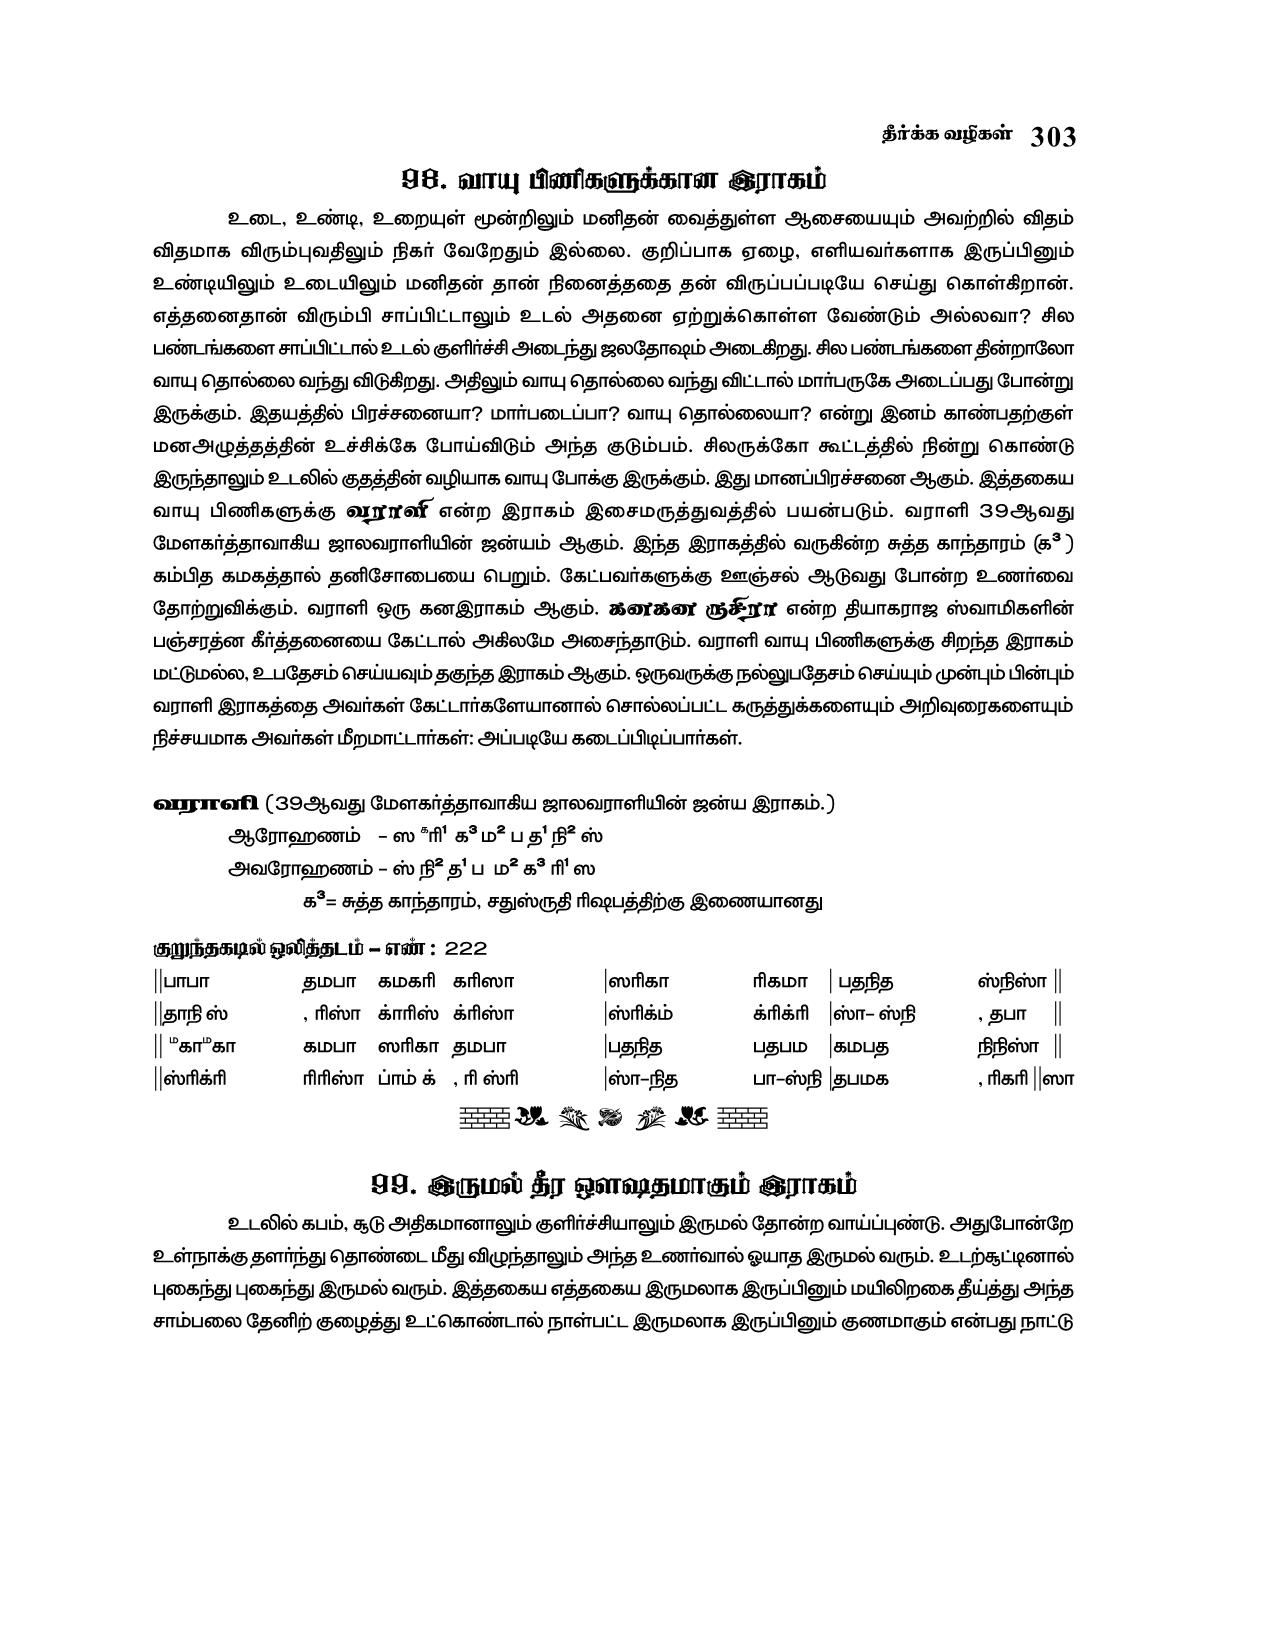 தீர்க்க வழிகள் 303
98. வாயு பிணிகளுக்கான இராகம்
உடை, உண்டி, உறையுள் மூன்றிலும் மனிதன் வைத்துள்ள ஆசையையும் அவற்றில் விதம்
விதமாக விரும்புவதிலும் நிகர் வேறேதும் இல்லை. குறிப்பாக ஏழை, எளியவர்களாக இருப்பினும்
உண்டியிலும் உடையிலும் மனிதன் தான் நினைத்ததை தன் விருப்பப்படியே செய்து கொள்கிறான்.
எத்தனைதான் விரும்பி சாப்பிட்டாலும் உடல் அதனை ஏற்றுக்கொள்ள வேண்டும் அல்லவா? சில
பண்டங்களை சாப்பிட்டால் உடல் குளிர்ச்சி அடைந்து ஜலதோஷம் அடைகிறது. சில பண்டங்களை தின்றாலோ
வாயு தொல்லை வந்து விடுகிறது. அதிலும் வாயு தொல்லை வந்து விட்டால் மார்பருகே அடைப்பது போன்று
இருக்கும். இதயத்தில் பிரச்சனையா? மார்படைப்பா? வாயு தொல்லையா? என்று இனம் காண்பதற்குள்
மனஅழுத்தத்தின் உச்சிக்கே போய்விடும் அந்த குடும்பம். சிலருக்கோ கூட்டத்தில் நின்று கொண்டு
இருந்தாலும் உடலில் குதத்தின் வழியாக வாயு போக்கு இருக்கும். இது மானப்பிரச்சனை ஆகும். இத்தகைய
வாயு பிணிகளுக்கு வராளி என்ற இராகம் இசைமருத்துவத்தில் பயன்படும். வராளி 39ஆவது
மேளகர்த்தாவாகிய ஜாலவராளியின் ஜன்யம் ஆகும். இந்த இராகத்தில் வருகின்ற சுத்த காந்தாரம் (க³ )
கம்பித கமகத்தால் தனிசோபையை பெறும். கேட்பவர்களுக்கு ஊஞ்சல் ஆடுவது போன்ற உணர்வை
தோற்றுவிக்கும். வராளி ஒரு கனஇராகம் ஆகும். கனகன ருசிரா என்ற தியாகராஜ ஸ்வாமிகளின்
பஞ்சரத்ன கீர்த்தனையை கேட்டால் அகிலமே அசைந்தாடும். வராளி வாயு பிணிகளுக்கு சிறந்த இராகம்
மட்டுமல்ல, உபதேசம் செய்யவும் தகுந்த இராகம் ஆகும். ஒருவருக்கு நல்லுபதேசம் செய்யும் முன்பும் பின்பும்
வராளி இராகத்தை அவர்கள் கேட்டார்களேயானால் சொல்லப்பட்ட கருத்துக்களையும் அறிவுரைகளையும்
நிச்சயமாக அவர்கள் மீறமாட்டார்கள்: அப்படியே கடைப்பிடிப்பார்கள்.
வராளி (39ஆவது மேளகர்த்தாவாகிய ஜாலவராளியின் ஜன்ய இராகம்.)
ஆரோஹணம் – ஸ ᶜரி¹ க³ ம² ப த¹ நி² ஸ்
அவரோஹணம் – ஸ் நி² த¹ ப ம² க³ ரி¹ ஸ
க³= சுத்த காந்தாரம், சதுஸ்ருதி ரிஷபத்திற்கு இணையானது
குறுந்தகடில் ஒலித்தடம் – எண் : 222
||பாபா தமபா கமகரி கரிஸா |ஸரிகா ரிகமா | பதநித ஸ்நிஸ்ா ||
||தாநி ஸ் , ரிஸ்ா க்ாரிஸ் க்ரிஸ்ா |ஸ்ரிக்ம் க்ரிக்ரி |ஸ்ா– ஸ்நி , தபா ||
|| ᵐகாᵐகா கமபா ஸரிகா தமபா |பதநித பதபம |கமபத நிநிஸ்ா ||
||ஸ்ரிக்ரி ரிரிஸ்ா ப்ாம் க் , ரி ஸ்ரி |ஸ்ா–நித பா–ஸ்நி |தபமக , ரிகரி ||ஸா
99. இருமல் தீர ஔஷதமாகும் இராகம்
உடலில் கபம், சூடு அதிகமானாலும் குளிர்ச்சியாலும் இருமல் தோன்ற வாய்ப்புண்டு. அதுபோன்றே
உள்நாக்கு தளர்ந்து தொண்டை மீது விழுந்தாலும் அந்த உணர்வால் ஓயாத இருமல் வரும். உடற்சூட்டினால்
புகைந்து புகைந்து இருமல் வரும். இத்தகைய எத்தகைய இருமலாக இருப்பினும் மயிலிறகை தீய்த்து அந்த
சாம்பலை தேனிற் குழைத்து உட்கொண்டால் நாள்பட்ட இருமலாக இருப்பினும் குணமாகும் என்பது நாட்டு